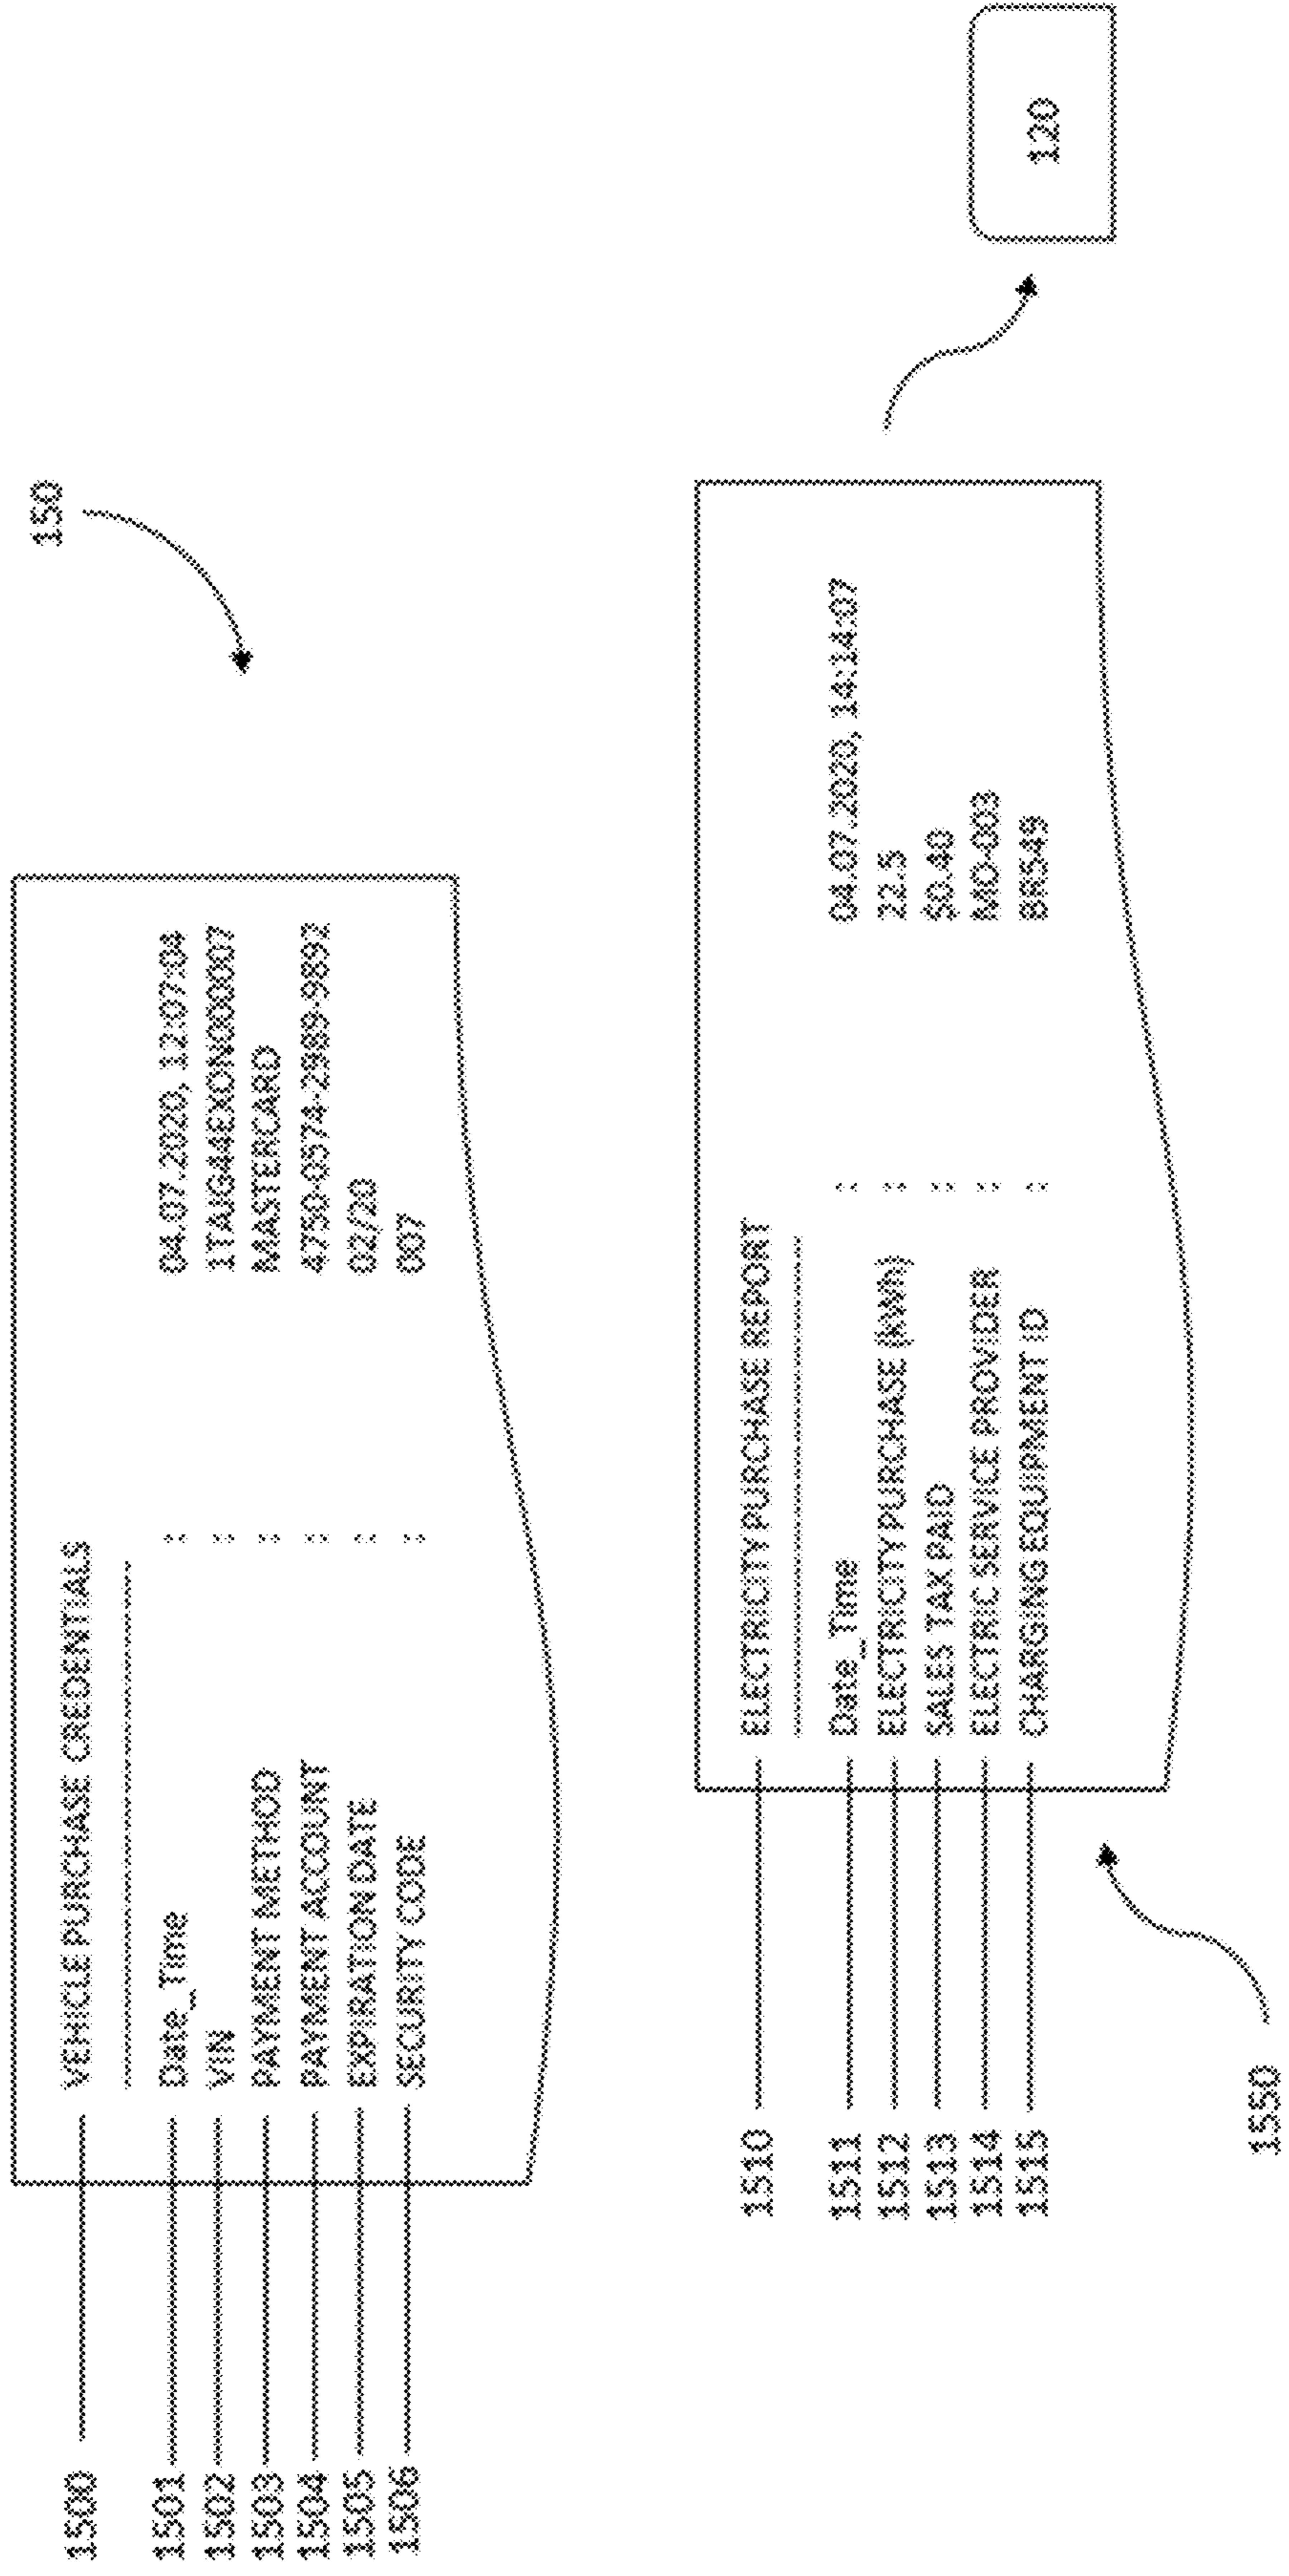 150
1500 VEHICLE PURCHASE CREDENTIALS
1501 Date_Time : 04.07.2020, 12:07:04
1502 VIN :
1503 PAYMENT METHOD : MASTERCARD
1504 PAYMENT ACCOUNT : 4750-0574-2989-9892
1505 EXPIRATION DATE : 02/20
1506 SECURITY CODE : 007
1510 ELECTRICITY PURCHASE REPORT
1511 Date_Time : 04.07.2020, 14:14:07
1512 ELECTRICITY PURCHASE (kWh) : 22.5
1513 SALES TAX PAID : $0.40
1514 ELECTRIC SERVICE PROVIDER : MO-003
1515 CHARGING EQUIPMENT ID : BR549
120
1550